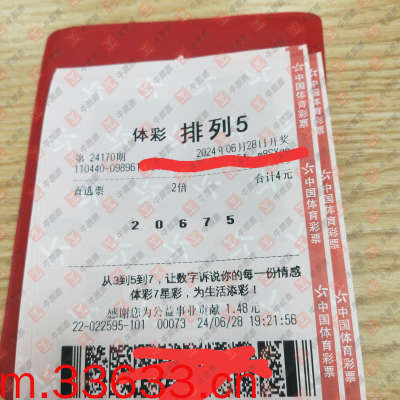 体彩 排列5
第 24170期 2024年06月28日开奖
110440-09896
直选票 2倍 合计4元
2 0 6 7 5
从3到5到7，让数字诉说你的每一份情感
体彩7星彩，为生活添彩！
感谢您为公益事业贡献 1.48元
22-022595-101 00073 24/06/28 19:21:56
中国体育彩票
中国体育彩票
中国体育彩票
m.33633.cn